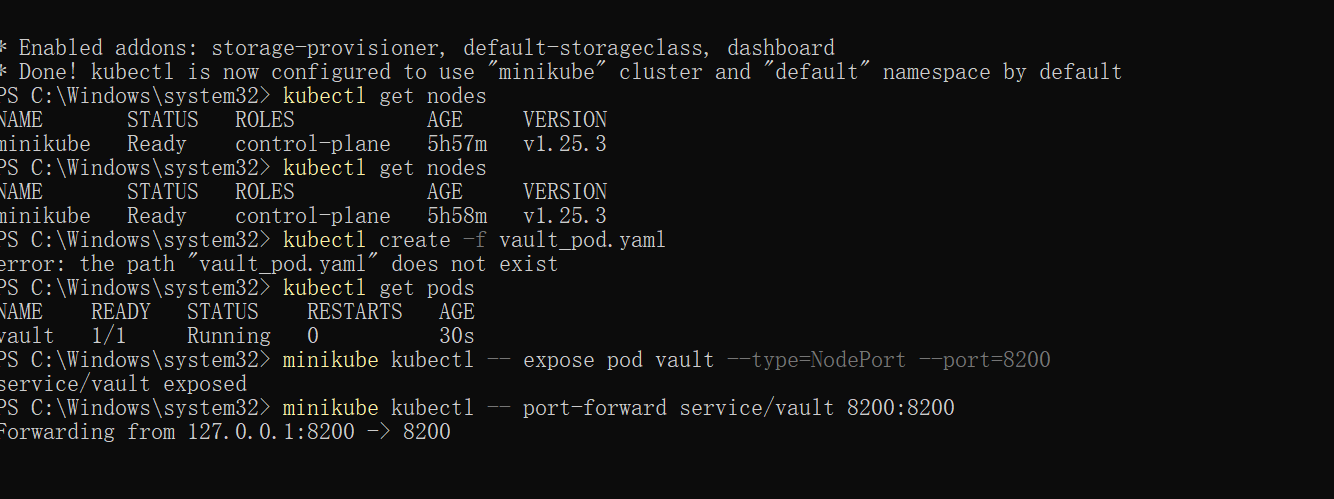 * Enabled addons: storage-provisioner, default-storageclass, dashboard
* Done! kubectl is now configured to use "minikube" cluster and "default" namespace by default
PS C:\Windows\system32> kubectl get nodes
NAME       STATUS   ROLES           AGE     VERSION
minikube   Ready    control-plane   5h57m   v1.25.3
PS C:\Windows\system32> kubectl get nodes
NAME       STATUS   ROLES           AGE     VERSION
minikube   Ready    control-plane   5h58m   v1.25.3
PS C:\Windows\system32> kubectl create -f vault_pod.yaml
error: the path "vault_pod.yaml" does not exist
PS C:\Windows\system32> kubectl get pods
NAME    READY   STATUS    RESTARTS   AGE
vault   1/1     Running   0          30s
PS C:\Windows\system32> minikube kubectl -- expose pod vault --type=NodePort --port=8200
service/vault exposed
PS C:\Windows\system32> minikube kubectl -- port-forward service/vault 8200:8200
Forwarding from 127.0.0.1:8200 -> 8200